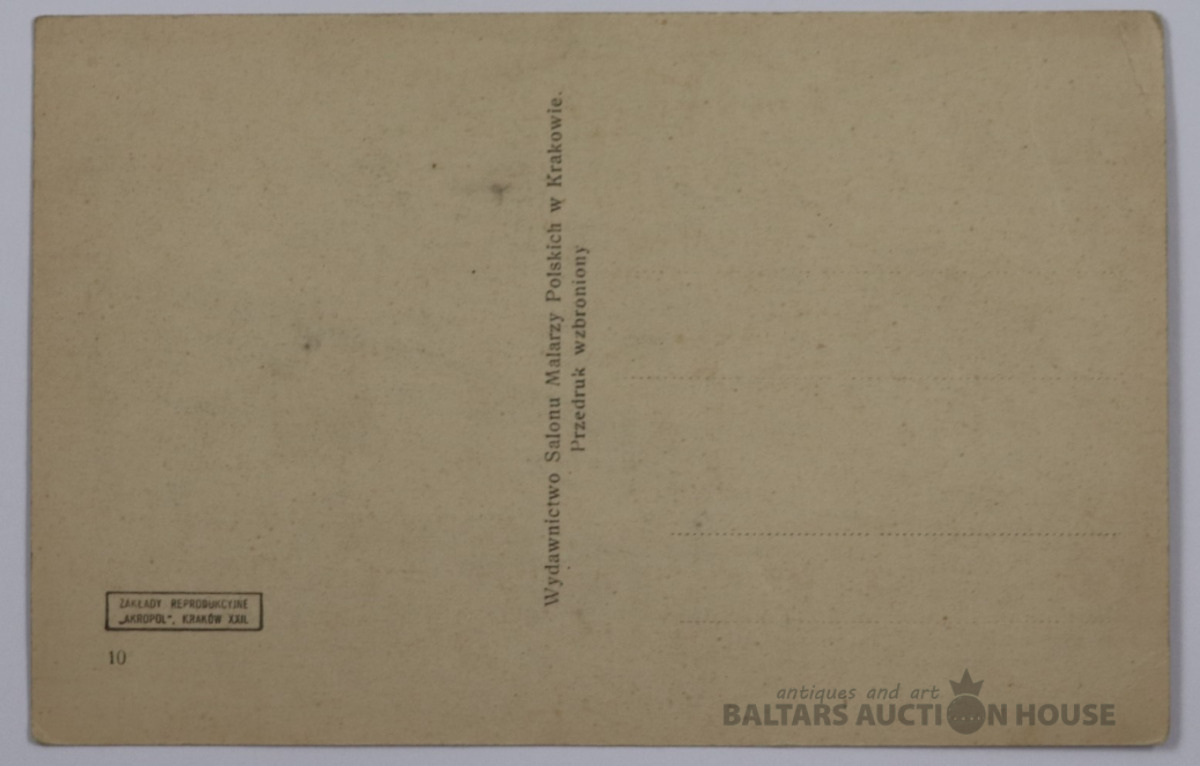 Wydawnictwo Salonu Malarzy Polskich w Krakowie.
Przedruk wzbroniony
ZAKŁADY REPRODUKCYJNE
„AKROPOL", KRAKÓW XXII.
10
antiques and art
BALTARS AUCTION HOUSE